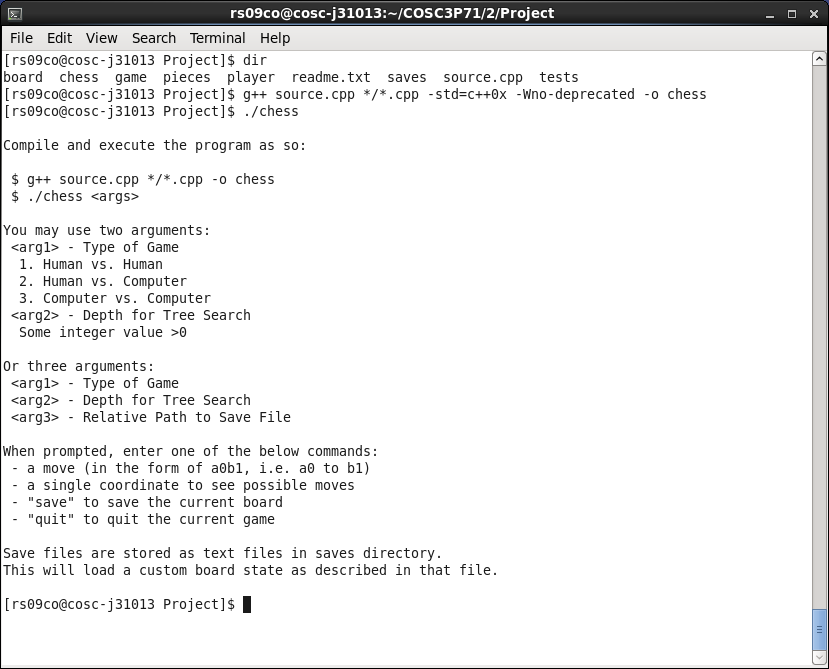 rs09co@cosc-j31013:~/COSC3P71/2/Project
File Edit View Search Terminal Help
[rs09co@cosc-j31013 Project]$ dir
board  chess  game  pieces  player  readme.txt  saves  source.cpp  tests
[rs09co@cosc-j31013 Project]$ g++ source.cpp */*.cpp -std=c++0x -Wno-deprecated -o chess
[rs09co@cosc-j31013 Project]$ ./chess

Compile and execute the program as so:

 $ g++ source.cpp */*.cpp -o chess
 $ ./chess <args>

You may use two arguments:
 <arg1> - Type of Game
  1. Human vs. Human
  2. Human vs. Computer
  3. Computer vs. Computer
 <arg2> - Depth for Tree Search
  Some integer value >0

Or three arguments:
 <arg1> - Type of Game
 <arg2> - Depth for Tree Search
 <arg3> - Relative Path to Save File

When prompted, enter one of the below commands:
 - a move (in the form of a0b1, i.e. a0 to b1)
 - a single coordinate to see possible moves
 - "save" to save the current board
 - "quit" to quit the current game

Save files are stored as text files in saves directory.
This will load a custom board state as described in that file.

[rs09co@cosc-j31013 Project]$